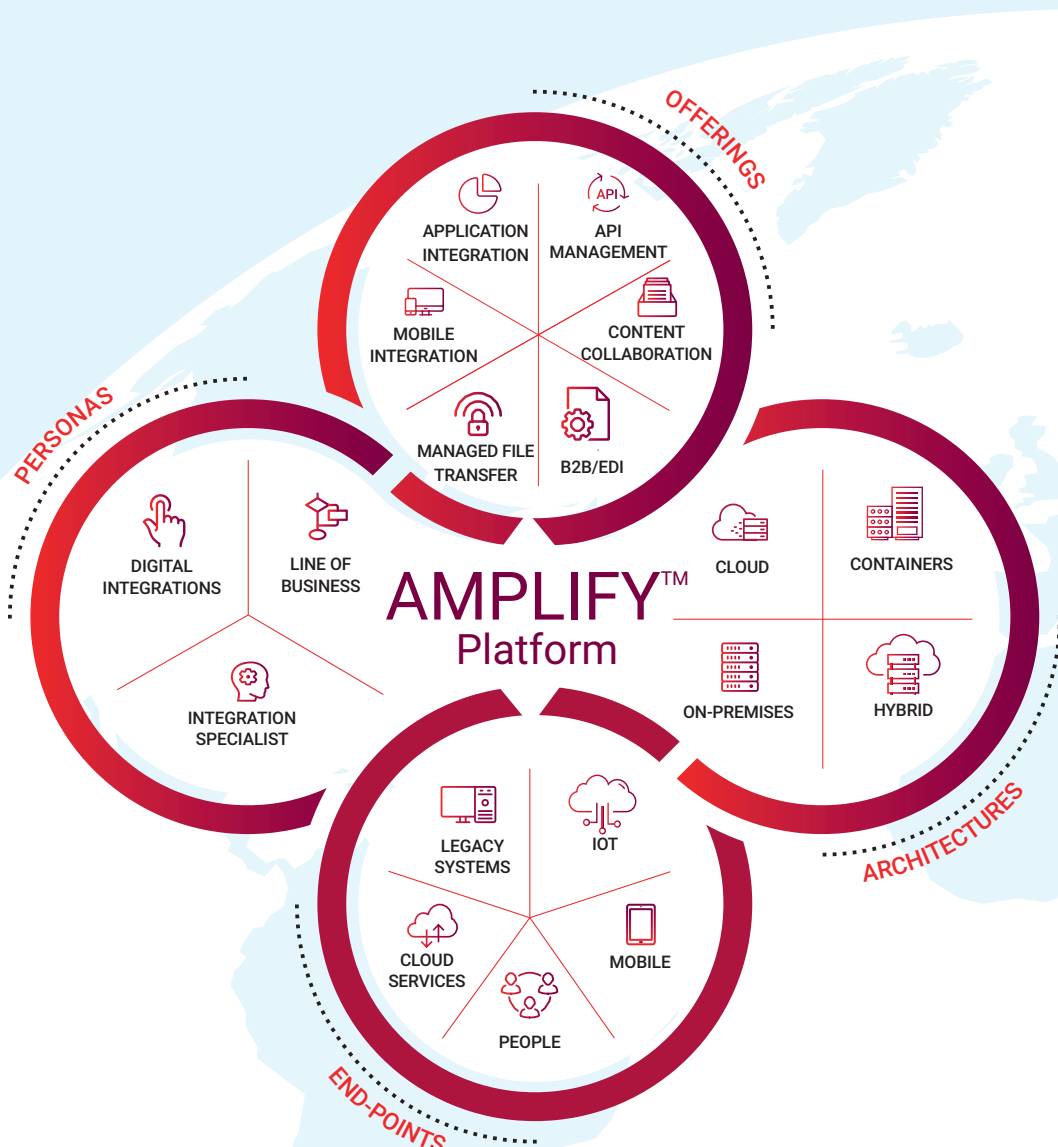 OFFERINGS
APPLICATION
INTEGRATION
API
API
MANAGEMENT
MOBILE
INTEGRATION
CONTENT
COLLABORATION
MANAGED FILE
TRANSFER
B2B/EDI
PERSONAS
DIGITAL
INTEGRATIONS
LINE OF
BUSINESS
INTEGRATION
SPECIALIST
AMPLIFY™
Platform
CLOUD
CONTAINERS
ON-PREMISES
HYBRID
ARCHITECTURES
LEGACY
SYSTEMS
IOT
CLOUD
SERVICES
MOBILE
PEOPLE
END-POINTS